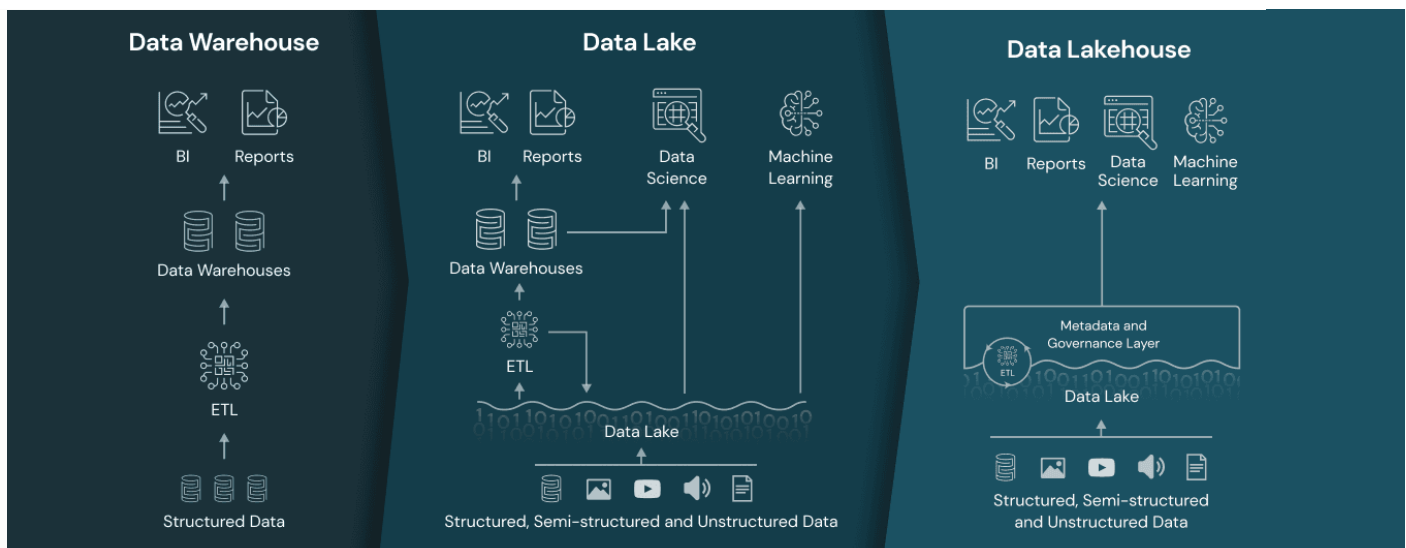 Data Warehouse
BI
Reports
Data Warehouses
ETL
Structured Data
Data Lake
BI
Reports
Data
Science
Machine
Learning
Data Warehouses
ETL
Data Lake
Structured, Semi-structured and Unstructured Data
Data Lakehouse
BI
Reports
Data
Science
Machine
Learning
Metadata and
Governance Layer
ETL
Data Lake
Structured, Semi-structured
and Unstructured Data